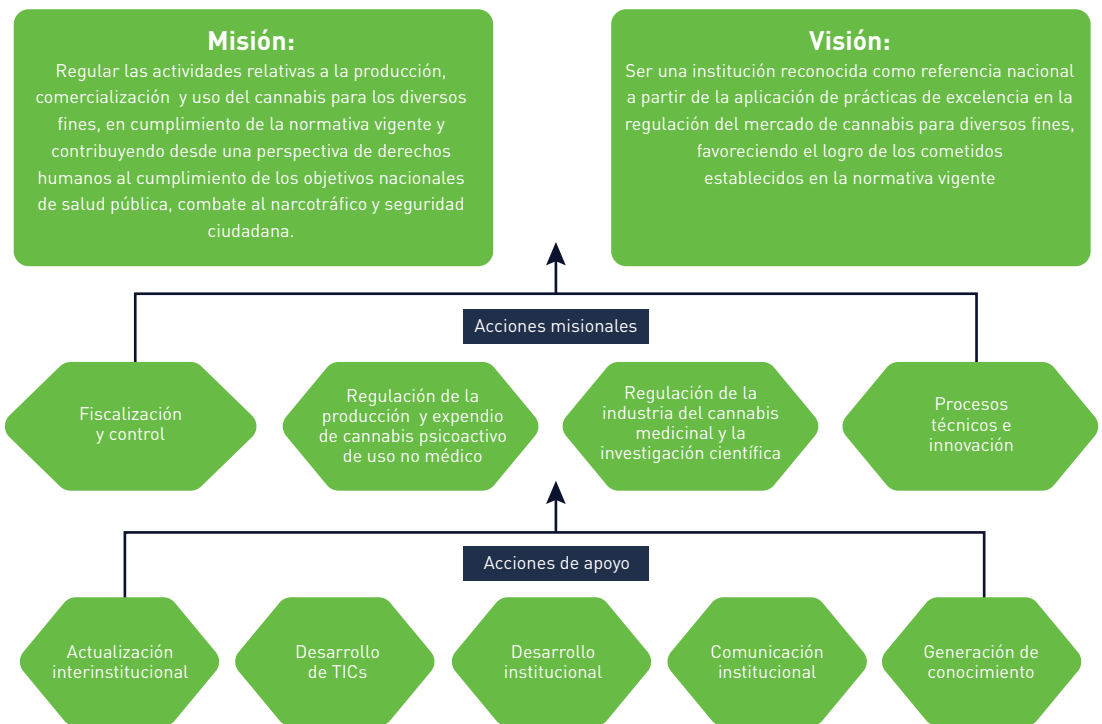 Misión:
Regular las actividades relativas a la producción,
comercialización y uso del cannabis para los diversos
fines, en cumplimiento de la normativa vigente y
contribuyendo desde una perspectiva de derechos
humanos al cumplimiento de los objetivos nacionales
de salud pública, combate al narcotráfico y seguridad
ciudadana.
Visión:
Ser una institución reconocida como referencia nacional
a partir de la aplicación de prácticas de excelencia en la
regulación del mercado de cannabis para diversos fines,
favoreciendo el logro de los cometidos
establecidos en la normativa vigente
Acciones misionales
Fiscalización
y control
Regulación de la
producción y expendio
de cannabis psicoactivo
de uso no médico
Regulación de la
industria del cannabis
medicinal y la
investigación científica
Procesos
técnicos e
innovación
Acciones de apoyo
Actualización
interinstitucional
Desarrollo
de TICs
Desarrollo
institucional
Comunicación
institucional
Generación de
conocimiento